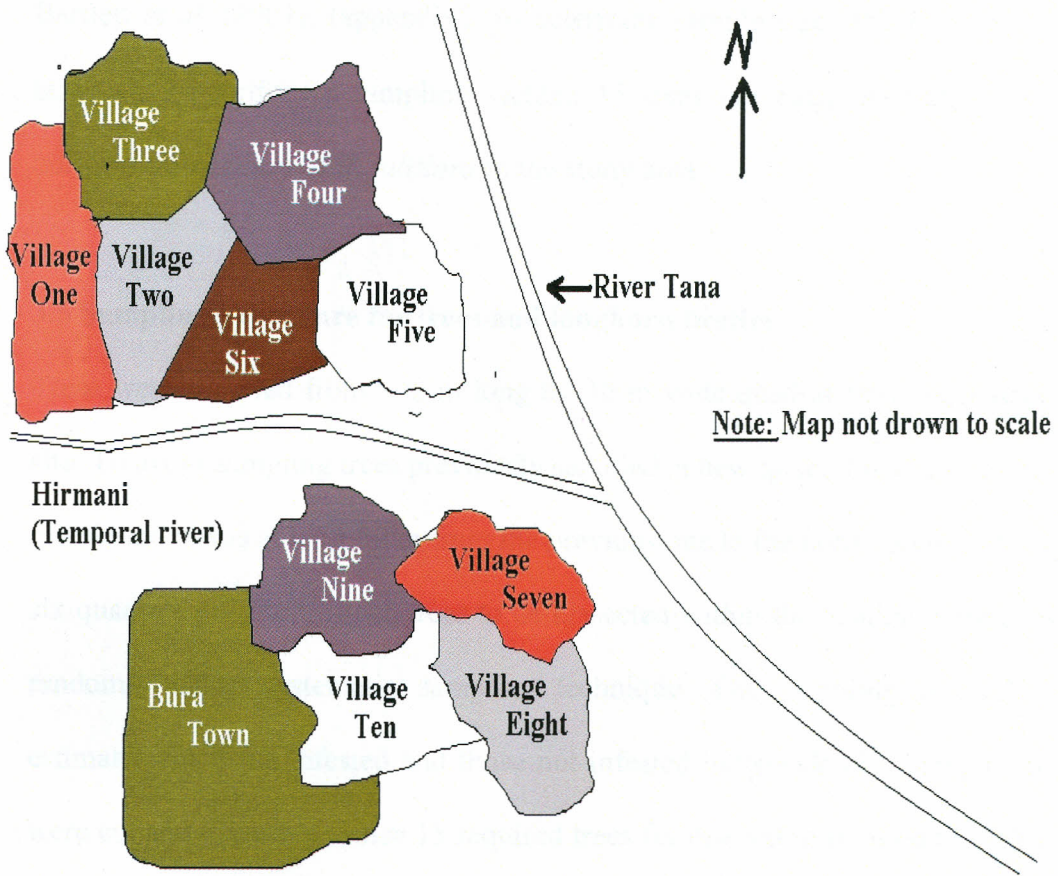 N
Village
Three
Village
Four
Village
One
Village
Two
Village
Six
Village
Five
River Tana
Note: Map not drown to scale
Hirmani
(Temporal river)
Village
Nine
Village
Seven
Bura
Town
Village
Ten
Village
Eight